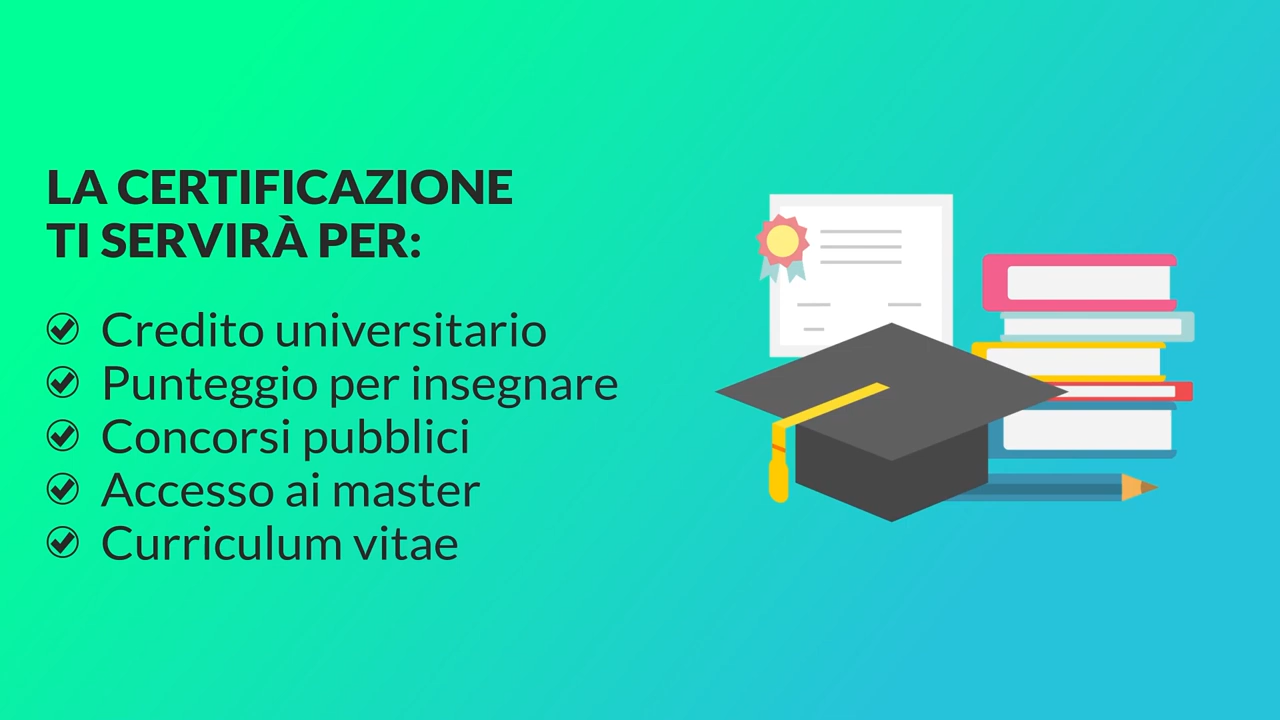 LA CERTIFICAZIONE
TI SERVIRÀ PER:
Credito universitario
Punteggio per insegnare
Concorsi pubblici
Accesso ai master
Curriculum vitae